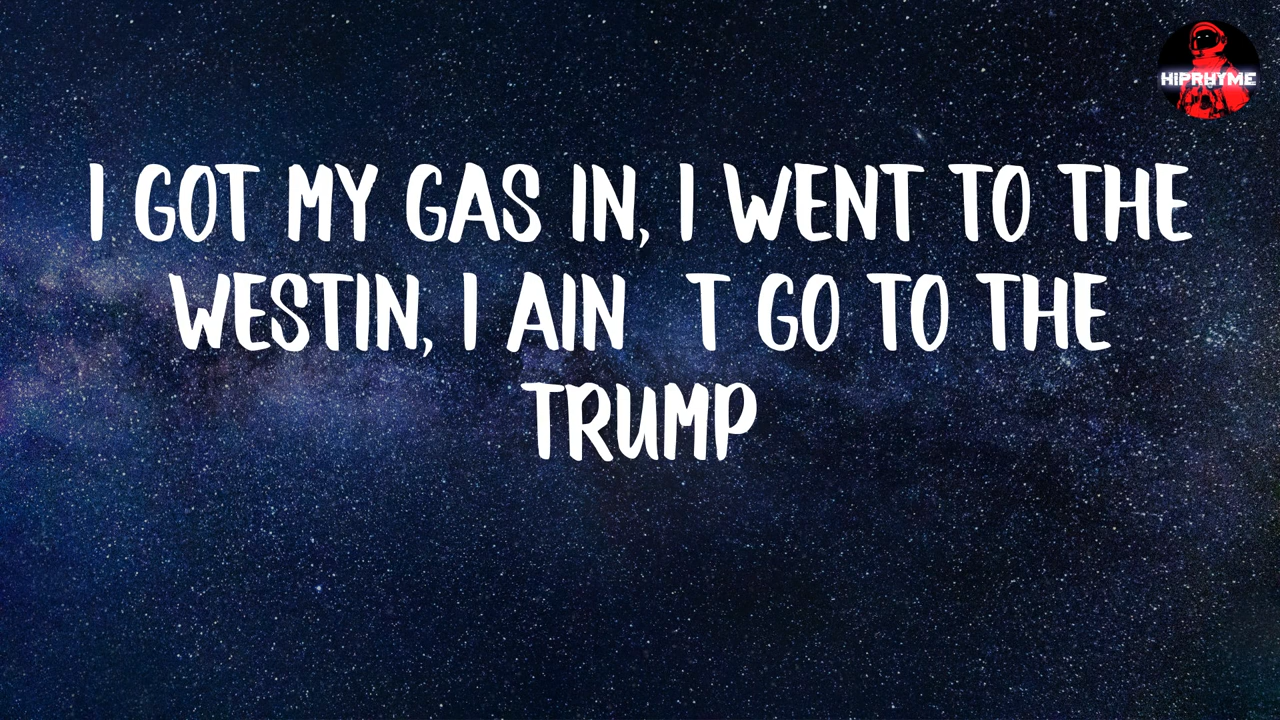 HIPRHYME
I GOT MY GAS IN, I WENT TO THE
WESTIN, I AIN T GO TO THE
TRUMP